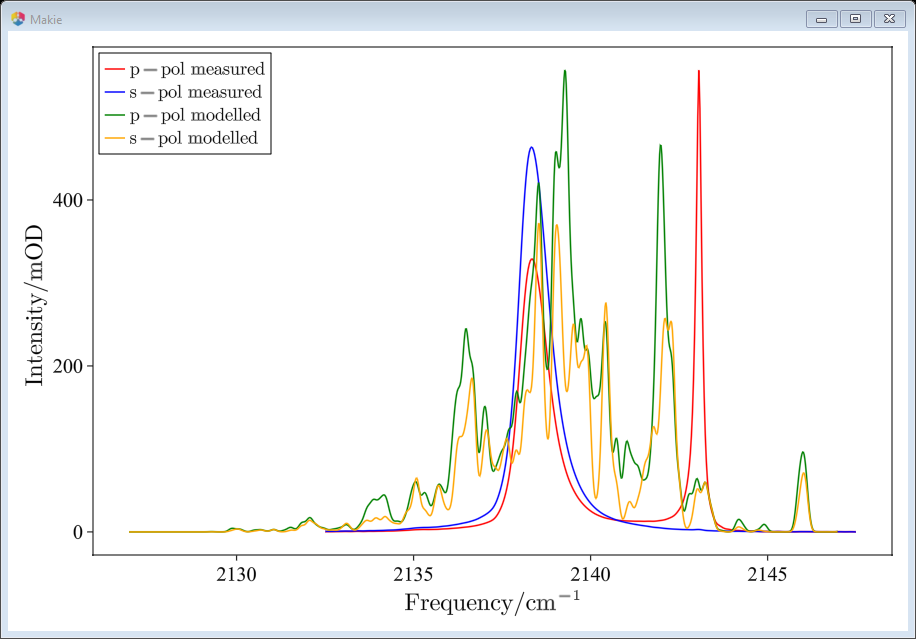 Makie
p – pol measured
s – pol measured
p – pol modelled
s – pol modelled
400
200
0
Intensity/mOD
2130 2135 2140 2145
Frequency/cm⁻¹